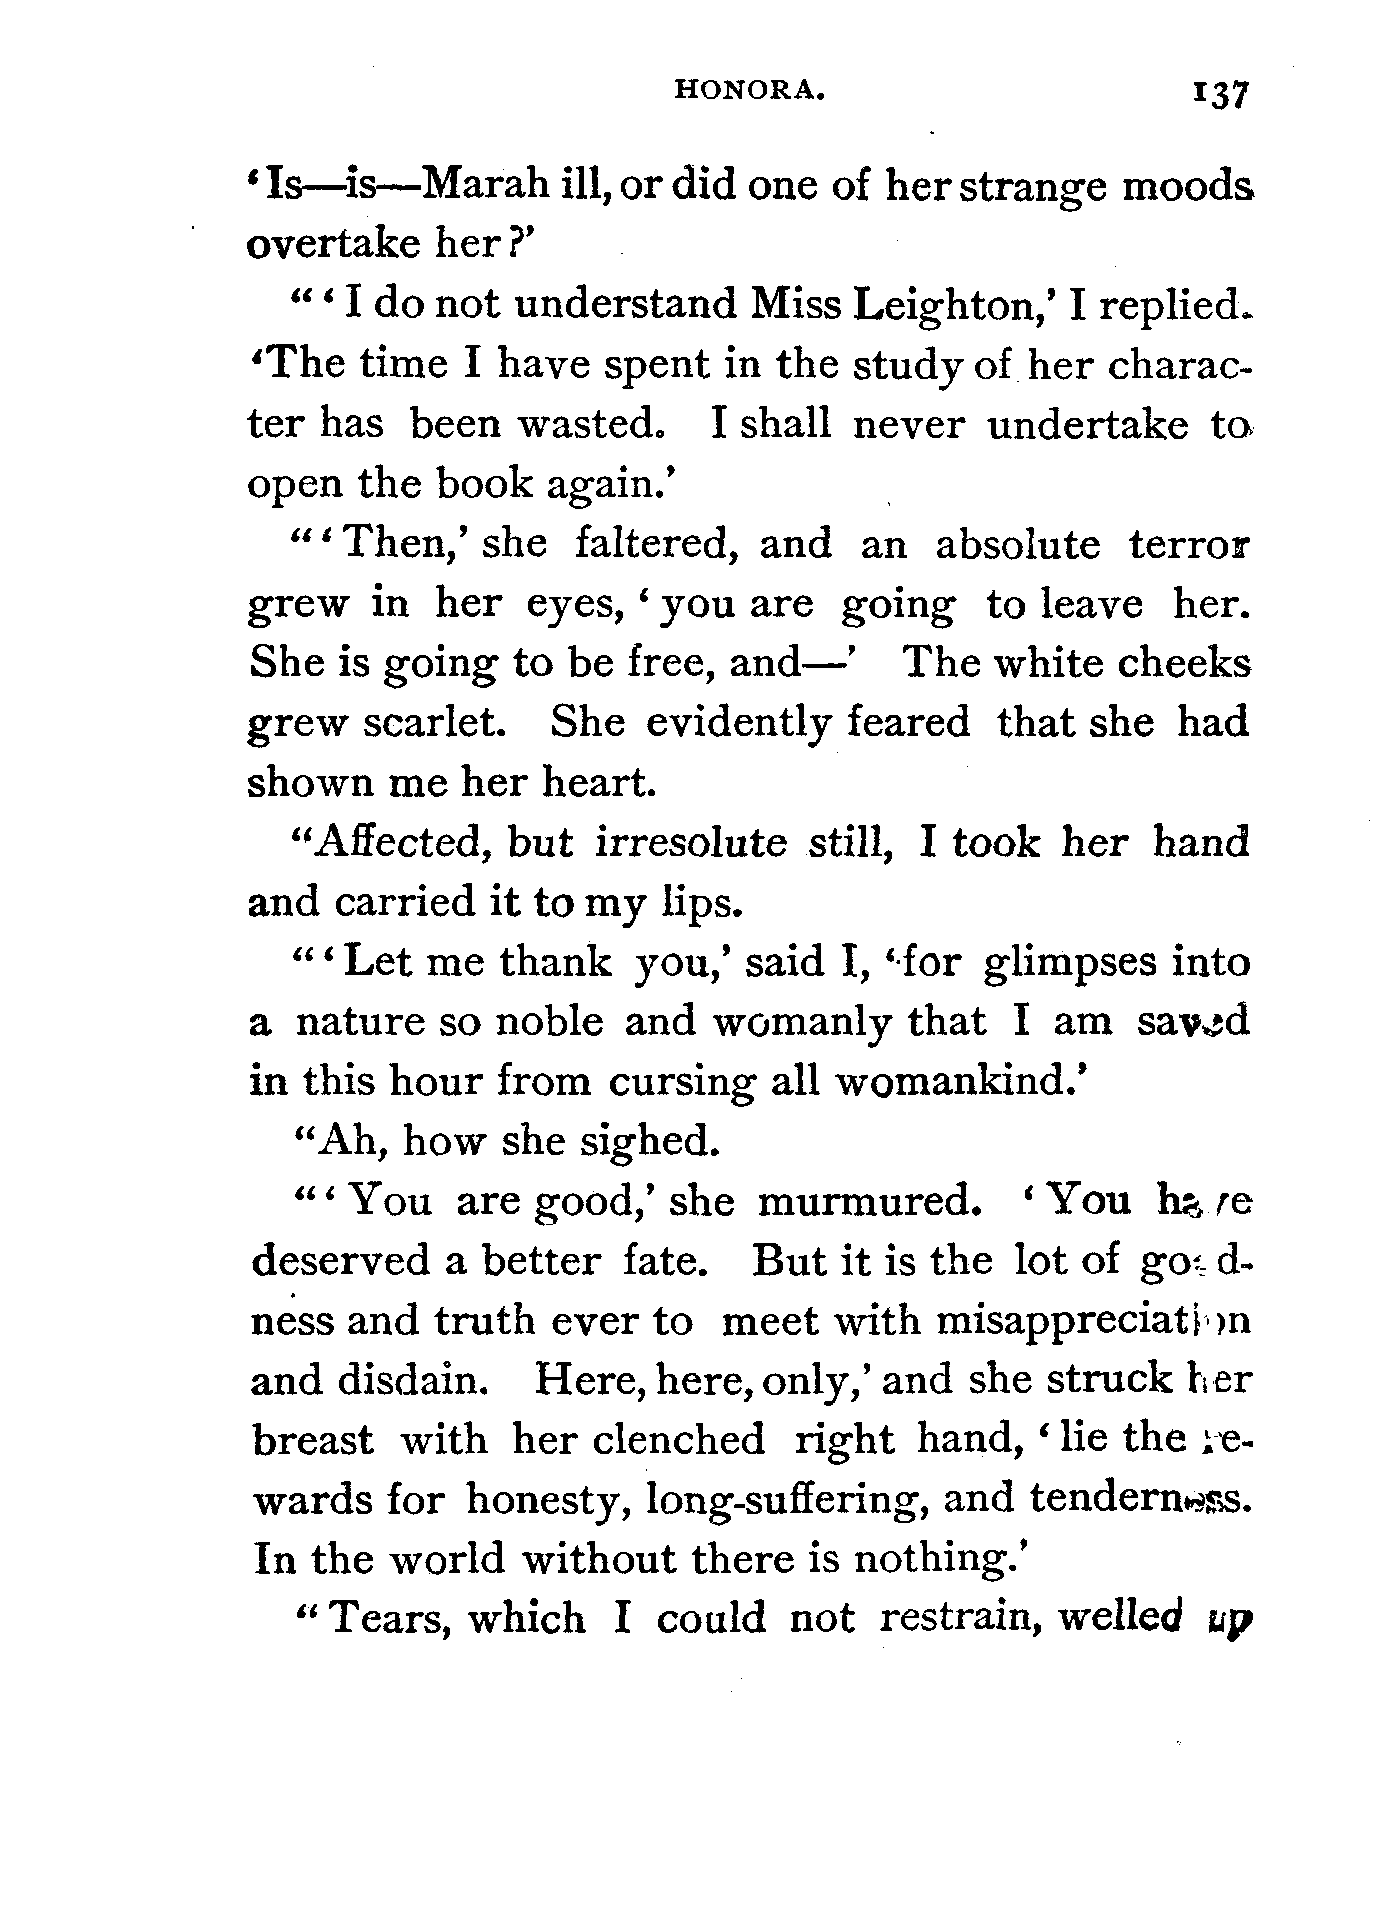 HONORA. 137
‘Is—is—Marah ill, or did one of her strange moods
overtake her?’
“‘I do not understand Miss Leighton,’ I replied.
‘The time I have spent in the study of her charac-
ter has been wasted. I shall never undertake to
open the book again.’
“‘Then,’ she faltered, and an absolute terror
grew in her eyes, ‘you are going to leave her.
She is going to be free, and—’ The white cheeks
grew scarlet. She evidently feared that she had
shown me her heart.
“Affected, but irresolute still, I took her hand
and carried it to my lips.
“‘Let me thank you,’ said I, ‘for glimpses into
a nature so noble and womanly that I am saved
in this hour from cursing all womankind.’
“Ah, how she sighed.
“‘You are good,’ she murmured. ‘You have
deserved a better fate. But it is the lot of good-
ness and truth ever to meet with misappreciation
and disdain. Here, here, only,’ and she struck her
breast with her clenched right hand, ‘lie the re-
wards for honesty, long-suffering, and tenderness.
In the world without there is nothing.’
“Tears, which I could not restrain, welled up